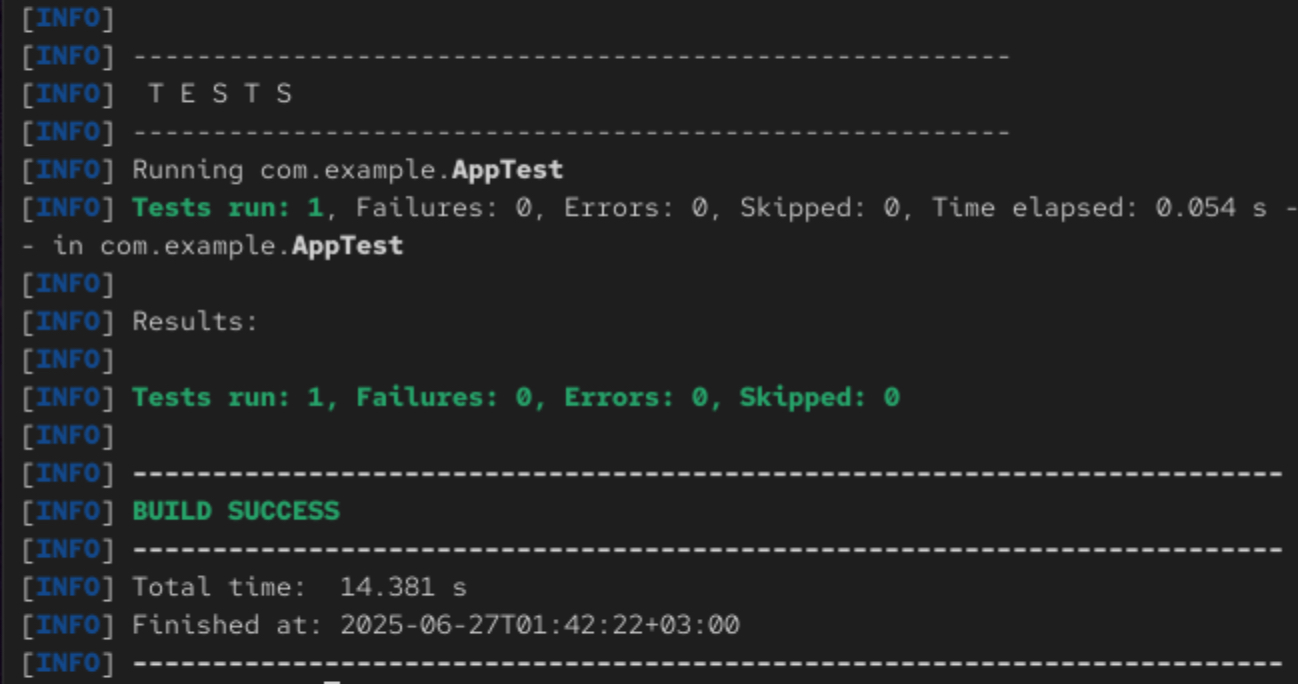 [INFO]
[INFO] -------------------------------------------------------
[INFO]  T E S T S
[INFO] -------------------------------------------------------
[INFO] Running com.example.AppTest
[INFO] Tests run: 1, Failures: 0, Errors: 0, Skipped: 0, Time elapsed: 0.054 s -
- in com.example.AppTest
[INFO]
[INFO] Results:
[INFO]
[INFO] Tests run: 1, Failures: 0, Errors: 0, Skipped: 0
[INFO]
[INFO] ------------------------------------------------------------------------
[INFO] BUILD SUCCESS
[INFO] ------------------------------------------------------------------------
[INFO] Total time:  14.381 s
[INFO] Finished at: 2025-06-27T01:42:22+03:00
[INFO] ------------------------------------------------------------------------